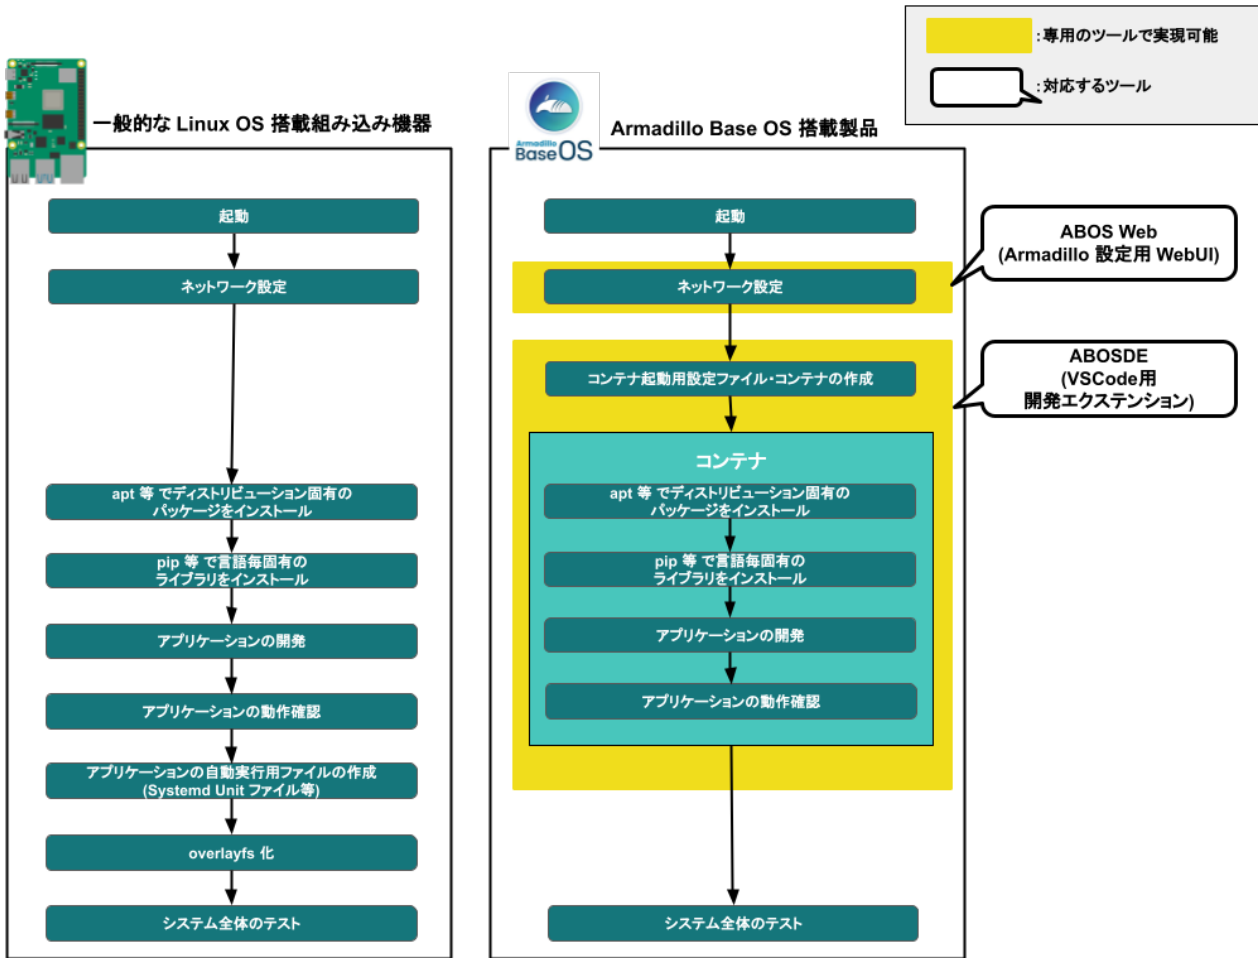 :専用のツールで実現可能
:対応するツール
一般的な Linux OS 搭載組み込み機器
起動
ネットワーク設定
apt 等 でディストリビューション固有の
パッケージをインストール
pip 等 で言語毎固有の
ライブラリをインストール
アプリケーションの開発
アプリケーションの動作確認
アプリケーションの自動実行用ファイルの作成
(Systemd Unit ファイル等)
overlayfs 化
システム全体のテスト
Armadillo
Base OS
Armadillo Base OS 搭載製品
起動
ネットワーク設定
コンテナ起動用設定ファイル・コンテナの作成
コンテナ
apt 等 でディストリビューション固有の
パッケージをインストール
pip 等 で言語毎固有の
ライブラリをインストール
アプリケーションの開発
アプリケーションの動作確認
システム全体のテスト
ABOS Web
(Armadillo 設定用 WebUI)
ABOSDE
(VSCode用
開発エクステンション)